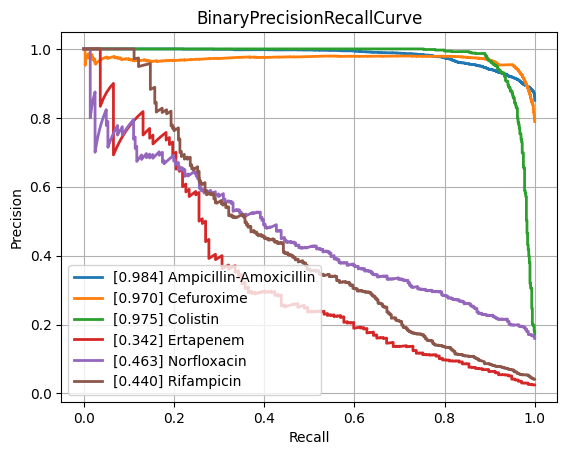 BinaryPrecisionRecallCurve
Precision
1.0
0.8
0.6
0.4
0.2
0.0
[0.984] Ampicillin-Amoxicillin
[0.970] Cefuroxime
[0.975] Colistin
[0.342] Ertapenem
[0.463] Norfloxacin
[0.440] Rifampicin
0.0 0.2 0.4 0.6 0.8 1.0
Recall